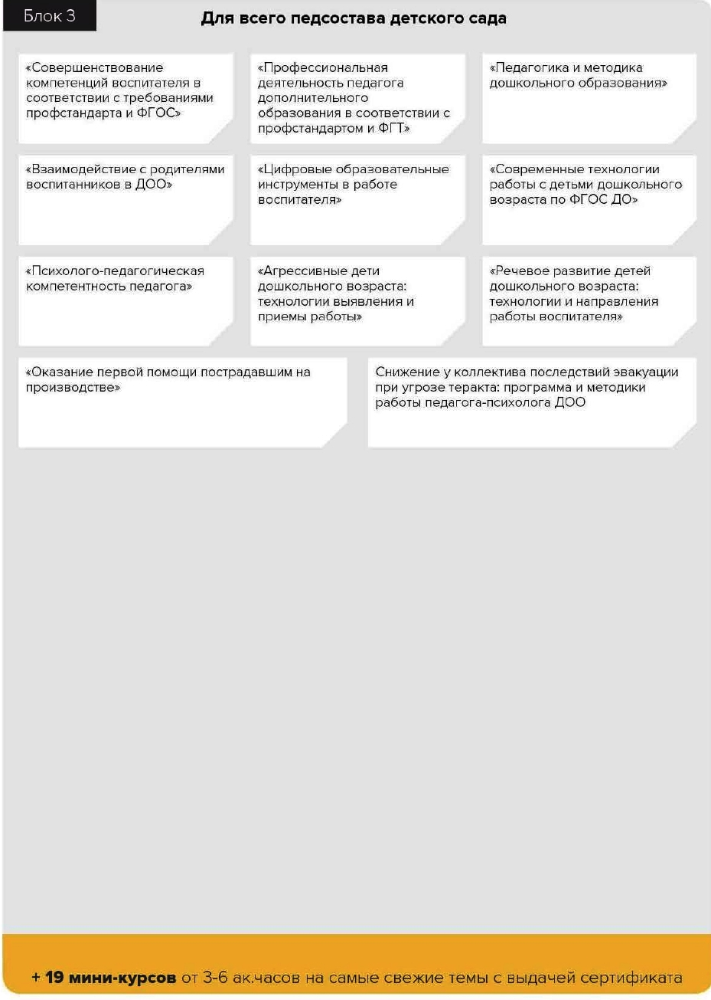 Блок 3
Для всего педсостава детского сада
«Совершенствование
компетенций воспитателя в
соответствии с требованиями
профстандарта и ФГОС»
«Профессиональная
деятельность педагога
дополнительного
образования в соответствии с
профстандартом и ФГТ»
«Педагогика и методика
дошкольного образования»
«Взаимодействие с родителями
воспитанников в ДОО»
«Цифровые образовательные
инструменты в работе
воспитателя»
«Современные технологии
работы с детьми дошкольного
возраста по ФГОС ДО»
«Психолого-педагогическая
компетентность педагога»
«Агрессивные дети
дошкольного возраста:
технологии выявления и
приемы работы»
«Речевое развитие детей
дошкольного возраста:
технологии и направления
работы воспитателя»
«Оказание первой помощи пострадавшим на
производстве»
Снижение у коллектива последствий эвакуации
при угрозе теракта: программа и методики
работы педагога-психолога ДОО
+ 19 мини-курсов от 3-6 ак.часов на самые свежие темы с выдачей сертификата